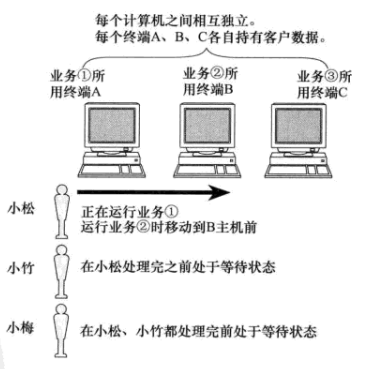 每个计算机之间相互独立。
每个终端A、B、C各自持有客户数据。
业务①所
用终端A
业务②所
用终端B
业务③所
用终端C
小松
正在运行业务①
运行业务②时移动到B主机前
小竹
在小松处理完之前处于等待状态
小梅
在小松、小竹都处理完前处于等待状态